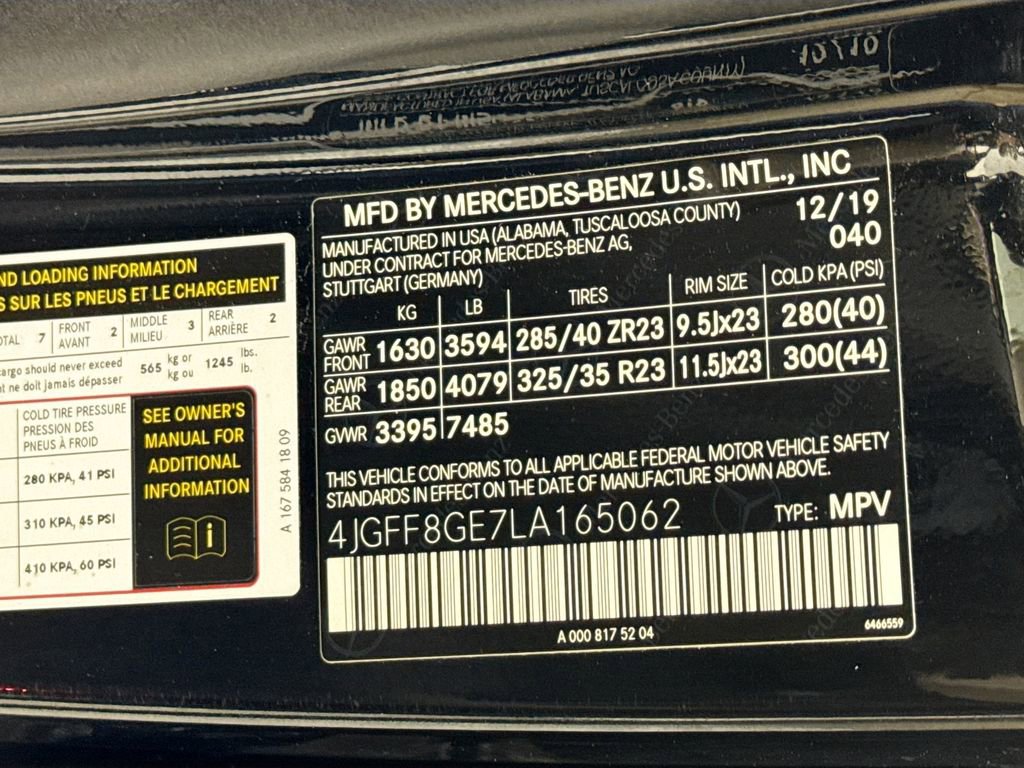 ND LOADING INFORMATION
S SUR LES PNEUS ET LE CHARGEMENT
OTAL 7 FRONT AVANT 2 MIDDLE MILIEU 3 REAR ARRIÈRE 2
cargo should never exceed 565 kg or 1245 lbs.
nt ne doit jamais dépasser kg ou lb.
COLD TIRE PRESSURE
PRESSION DES
PNEUS À FROID
280 KPA, 41 PSI
310 KPA, 45 PSI
410 KPA, 60 PSI
SEE OWNER'S
MANUAL FOR
ADDITIONAL
INFORMATION
A 167 584 18 09
MFD BY MERCEDES-BENZ U.S. INTL., INC
MANUFACTURED IN USA (ALABAMA, TUSCALOOSA COUNTY) 12/19
UNDER CONTRACT FOR MERCEDES-BENZ AG, 040
STUTTGART (GERMANY)
KG LB TIRES RIM SIZE COLD KPA (PSI)
GAWR FRONT 1630 3594 285/40 ZR23 9.5Jx23 280(40)
GAWR REAR 1850 4079 325/35 R23 11.5Jx23 300(44)
GVWR 3395 7485
THIS VEHICLE CONFORMS TO ALL APPLICABLE FEDERAL MOTOR VEHICLE SAFETY
STANDARDS IN EFFECT ON THE DATE OF MANUFACTURE SHOWN ABOVE.
4JGFF8GE7LA165062 TYPE: MPV
A 000 817 52 04
6466559